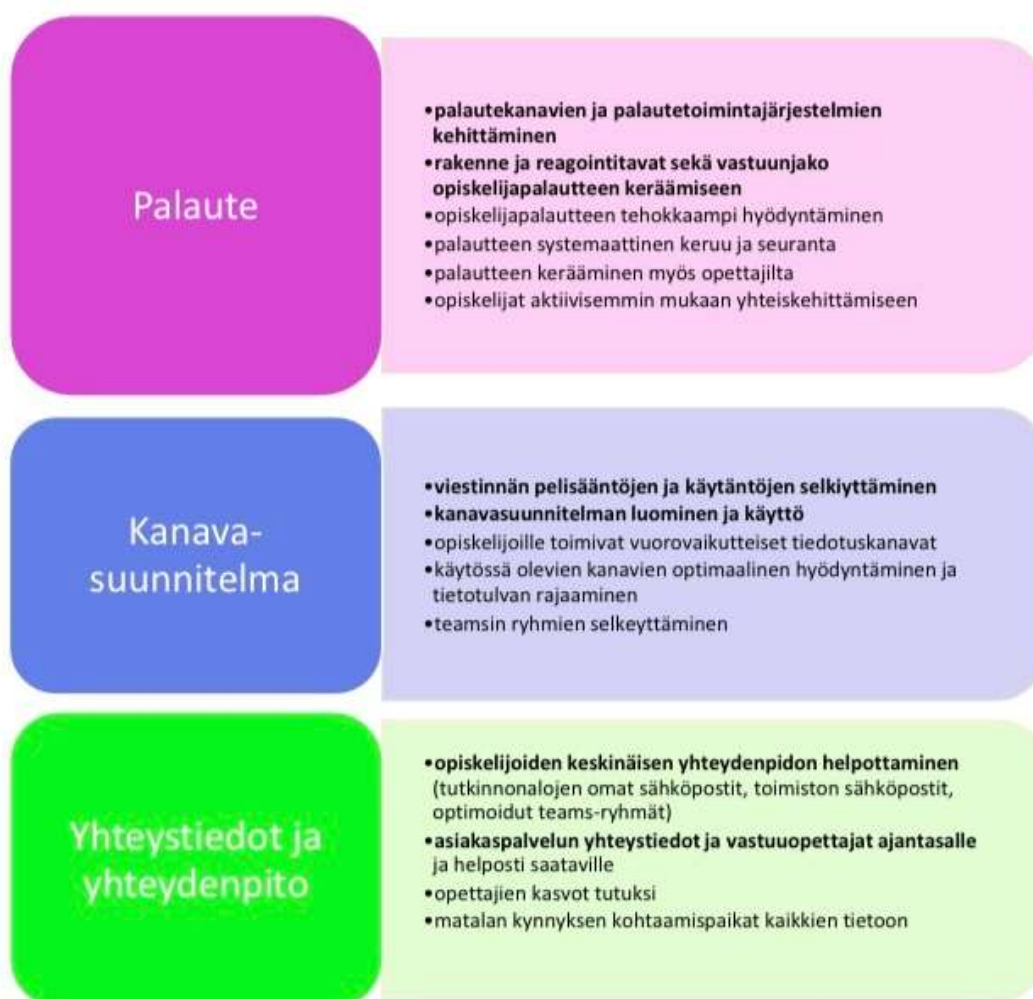 Palaute
•palautekanavien ja palautetoimintajärjestelmien
kehittäminen
•rakenne ja reagointitavat sekä vastuunjako
opiskelijapalautteen keräämiseen
•opiskelijapalautteen tehokkaampi hyödyntäminen
•palautteen systemaattinen keruu ja seuranta
•palautteen kerääminen myös opettajilta
•opiskelijat aktiivisemmin mukaan yhteiskehittämiseen
Kanava-
suunnitelma
•viestinnän pelisääntöjen ja käytäntöjen selkiyttäminen
•kanavasuunnitelman luominen ja käyttö
•opiskelijoille toimivat vuorovaikutteiset tiedotuskanavat
•käytössä olevien kanavien optimaalinen hyödyntäminen ja
tietotulvan rajaaminen
•teamsin ryhmien selkeyttäminen
Yhteystiedot ja
yhteydenpito
•opiskelijoiden keskinäisen yhteydenpidon helpottaminen
(tutkinnonalojen omat sähköpostit, toimiston sähköpostit,
optimoidut teams-ryhmät)
•asiakaspalvelun yhteystiedot ja vastuuopettajat ajantasalle
ja helposti saataville
•opettajien kasvot tutuksi
•matalan kynnyksen kohtaamispaikat kaikkien tietoon